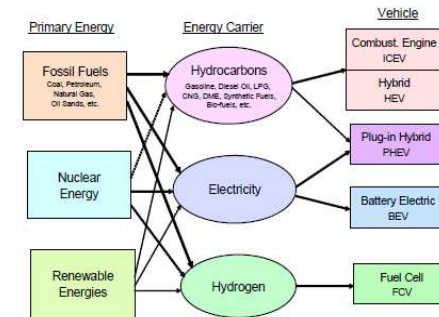 Primary Energy
Energy Carrier
Vehicle
Fossil Fuels
Coal, Petroleum,
Natural Gas,
Oil Sands, etc.
Nuclear
Energy
Renewable
Energies
Hydrocarbons
Gasoline, Diesel Oil, LPG,
CNG, DME, Synthetic Fuels,
Bio-fuels, etc.
Electricity
Hydrogen
Combust. Engine
ICEV
Hybrid
HEV
Plug-in Hybrid
PHEV
Battery Electric
BEV
Fuel Cell
FCV